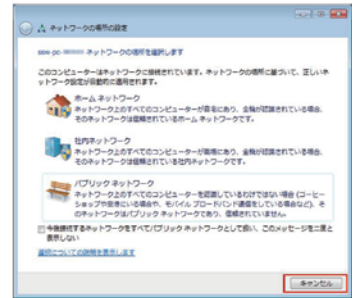 ネットワークの場所の設定
ネットワークの場所を選択します
このコンピューターはネットワークに接続されています。ネットワークの場所に基づいて、正しいネ
ットワーク設定が自動的に適用されます。
ホーム ネットワーク
ネットワーク上のすべてのコンピューターが自宅にあり、全員が認識されている場合、
そのネットワークは信頼されているホーム ネットワークです。
社内ネットワーク
ネットワーク上のすべてのコンピューターが職場にあり、全員が認識されている場合、
そのネットワークは信頼されている社内ネットワークです。
パブリック ネットワーク
ネットワーク上のすべてのコンピューターを認識しているわけではない場合 (コーヒー
ショップや空港にいる場合や、モバイル ブロードバンド通信をしている場合など)、そ
のネットワークはパブリック ネットワークであり、信頼されていません。
今後接続するネットワークをすべてパブリック ネットワークとして扱い、このメッセージを二度と
表示しない
選択についての説明を表示します
キャンセル